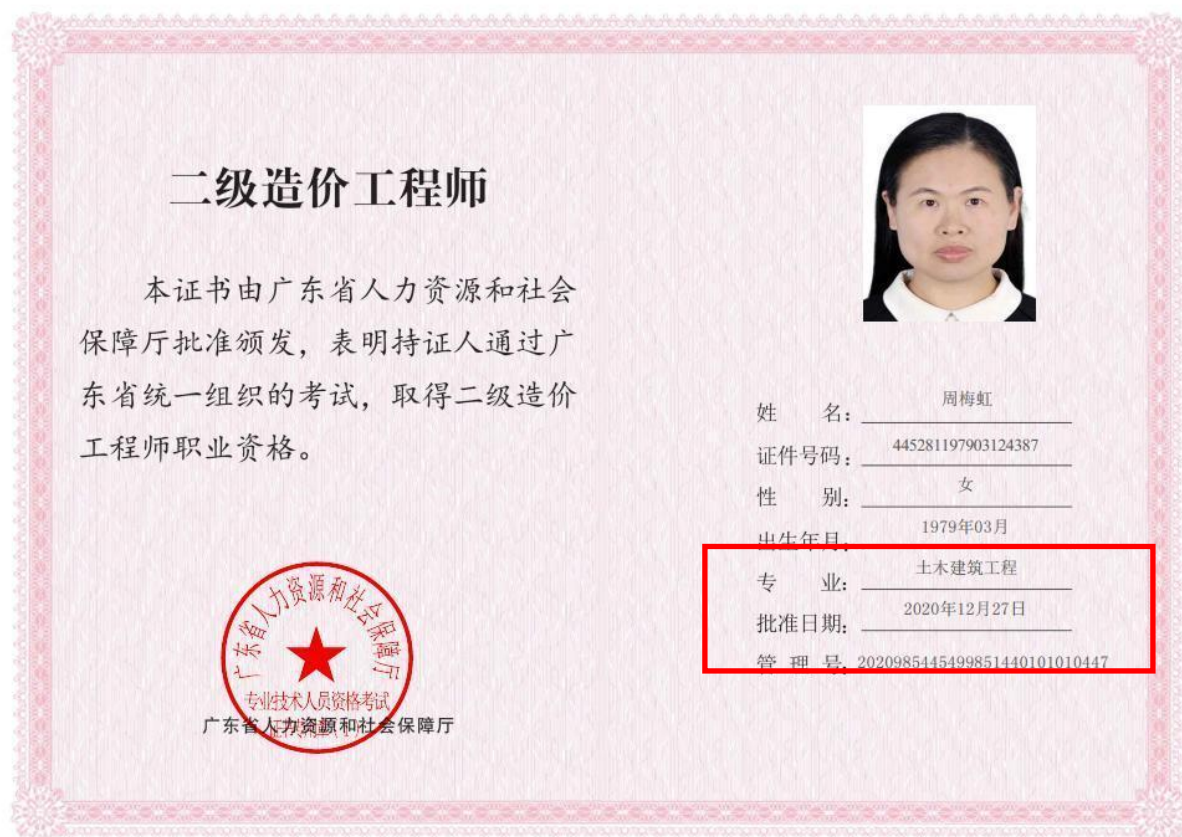 二级造价工程师
本证书由广东省人力资源和社会
保障厅批准颁发，表明持证人通过广
东省统一组织的考试，取得二级造价
工程师职业资格。
广东省人力资源和社会保障厅
专业技术人员资格考试
广东省人力资源和社会保障厅
姓 名：周梅虹
证件号码：445281197903124387
性 别：女
出生年月：1979年03月
专 业：土木建筑工程
批准日期：2020年12月27日
管 理 号：2020985445499851440101010447